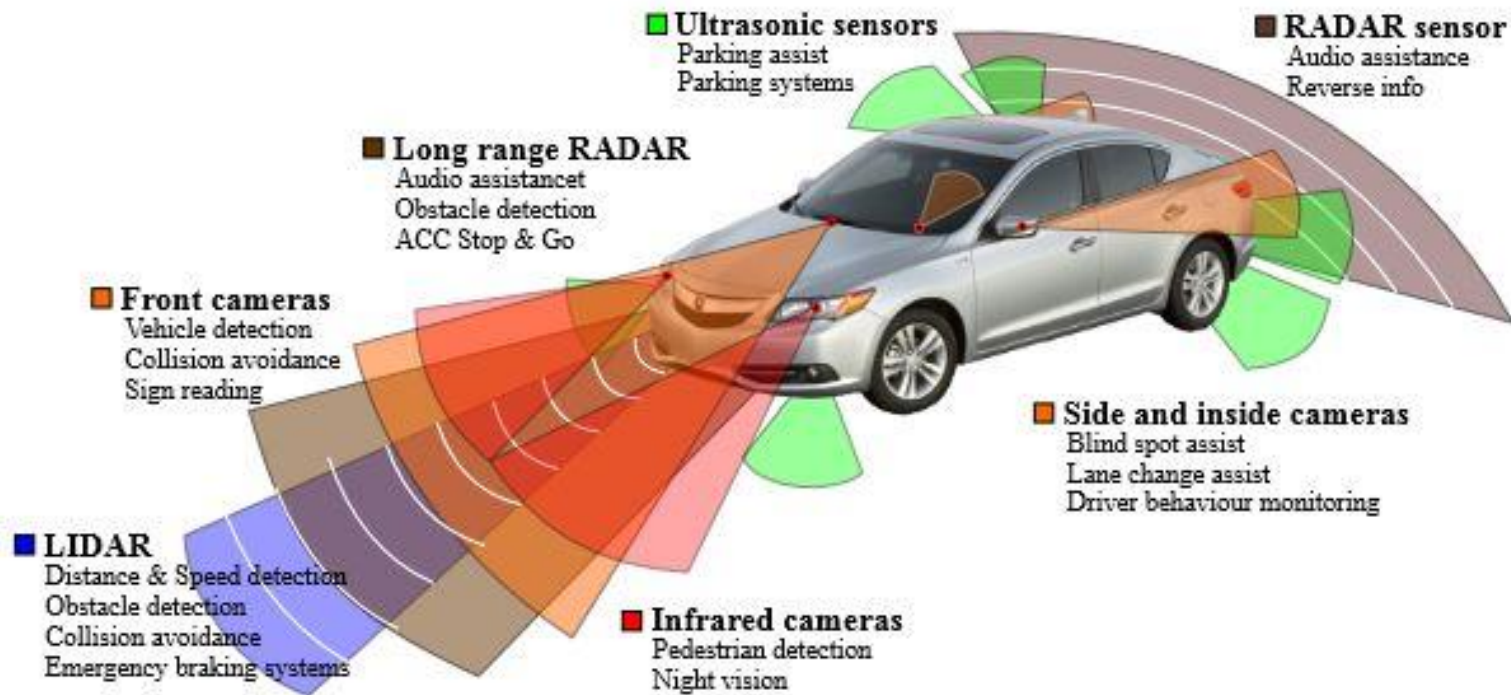 Ultrasonic sensors
Parking assist
Parking systems
RADAR sensor
Audio assistance
Reverse info
Long range RADAR
Audio assistancet
Obstacle detection
ACC Stop & Go
Front cameras
Vehicle detection
Collision avoidance
Sign reading
Side and inside cameras
Blind spot assist
Lane change assist
Driver behaviour monitoring
LIDAR
Distance & Speed detection
Obstacle detection
Collision avoidance
Emergency braking systems
Infrared cameras
Pedestrian detection
Night vision